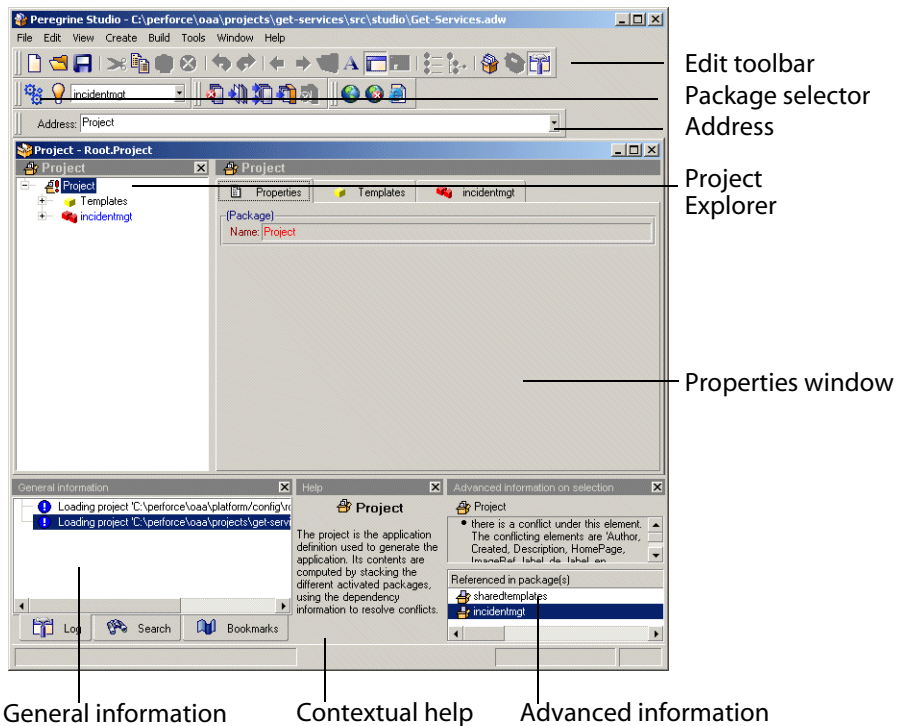 Peregrine Studio - C:\perforce\oaa\projects\get-services\src\studio\Get-Services.adw
File Edit View Create Build Tools Window Help
Edit toolbar
incidentmgt
Package selector
Address: Project
Address
Project - Root.Project
Project
Project
Project
Templates
incidentmgt
Properties
Templates
incidentmgt
(Package)
Name: Project
Project
Explorer
Properties window
General information
Loading project 'C:\perforce\oaa\platform/config\ro
Loading project 'C:\perforce\oaa\projects\get-servi
Log
Search
Bookmarks
Help
Project
The project is the application
definition used to generate the
application. Its contents are
computed by stacking the
different activated packages,
using the dependency
information to resolve conflicts.
Advanced information on selection
Project
• there is a conflict under this element.
The conflicting elements are 'Author,
Created, Description, HomePage,
ImageRef, label_de, label_en,
Referenced in package(s)
sharedtemplates
incidentmgt
General information
Contextual help
Advanced information